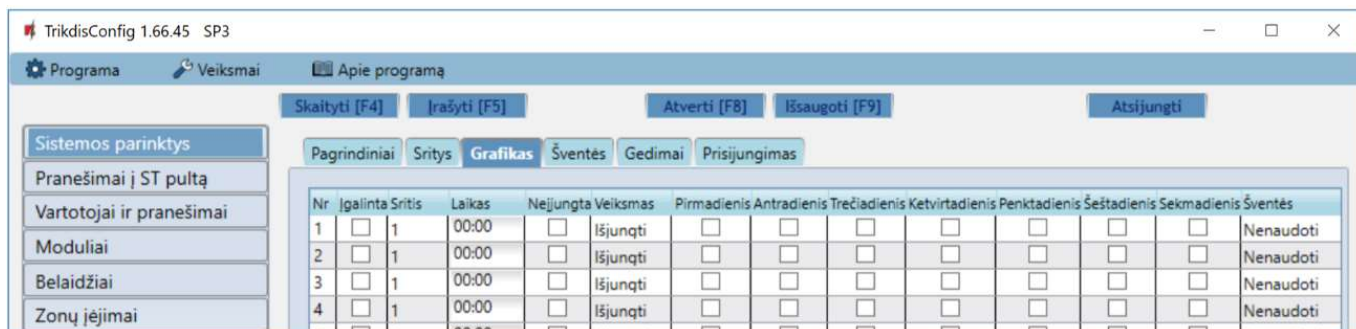 TrikdisConfig 1.66.45 SP3
Programa Veiksmai Apie programą
Skaityti [F4] Įrašyti [F5] Atverti [F8] Išsaugoti [F9] Atsijungti
Sistemos parinktys
Pranešimai į ST pultą
Vartotojai ir pranešimai
Moduliai
Belaidžiai
Zonų įėjimai
Pagrindiniai Sritys Grafikas Šventės Gedimai Prisijungimas
Nr Įgalinta Sritis Laikas Neįjungta Veiksmas Pirmadienis Antradienis Trečiadienis Ketvirtadienis Penktadienis Šeštadienis Sekmadienis Šventės
1 1 00:00 Išjungti Nenaudoti
2 1 00:00 Išjungti Nenaudoti
3 1 00:00 Išjungti Nenaudoti
4 1 00:00 Išjungti Nenaudoti